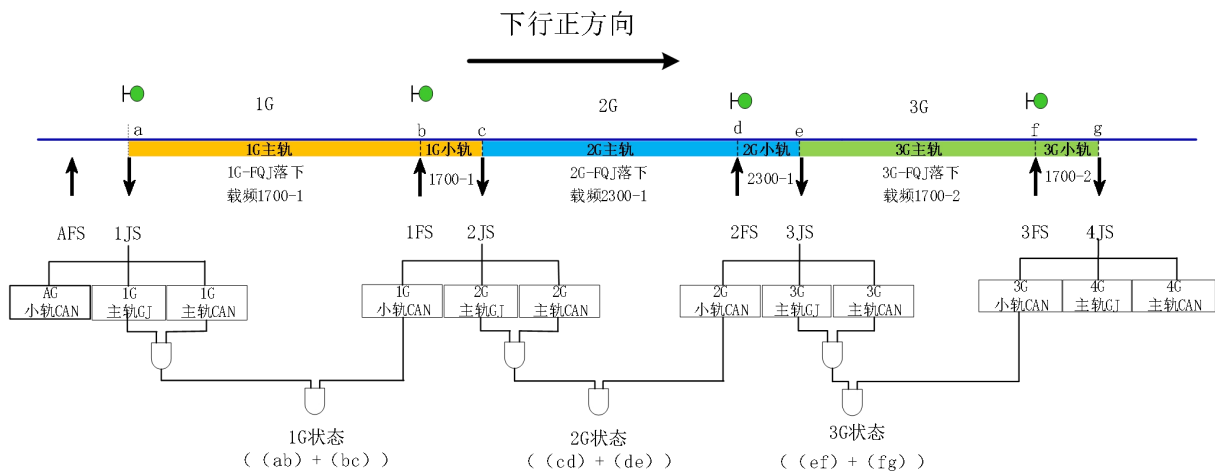 下行正方向
1G
2G
3G
a
b
c
d
e
f
g
1G主轨
1G小轨
2G主轨
2G小轨
3G主轨
3G小轨
1G-FQJ落下
载频1700-1
1700-1
2G-FQJ落下
载频2300-1
2300-1
3G-FQJ落下
载频1700-2
1700-2
AFS
1JS
1FS
2JS
2FS
3JS
3FS
4JS
AG
小轨CAN
1G
主轨GJ
1G
主轨CAN
1G
小轨CAN
2G
主轨GJ
2G
主轨CAN
2G
小轨CAN
3G
主轨GJ
3G
主轨CAN
3G
小轨CAN
4G
主轨GJ
4G
主轨CAN
1G状态
((ab)+(bc))
2G状态
((cd)+(de))
3G状态
((ef)+(fg))